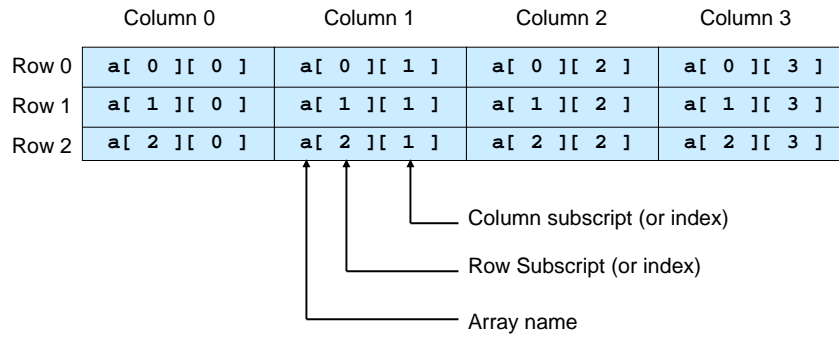 Column 0 Column 1 Column 2 Column 3
Row 0 a[ 0 ][ 0 ] a[ 0 ][ 1 ] a[ 0 ][ 2 ] a[ 0 ][ 3 ]
Row 1 a[ 1 ][ 0 ] a[ 1 ][ 1 ] a[ 1 ][ 2 ] a[ 1 ][ 3 ]
Row 2 a[ 2 ][ 0 ] a[ 2 ][ 1 ] a[ 2 ][ 2 ] a[ 2 ][ 3 ]
Column subscript (or index)
Row Subscript (or index)
Array name